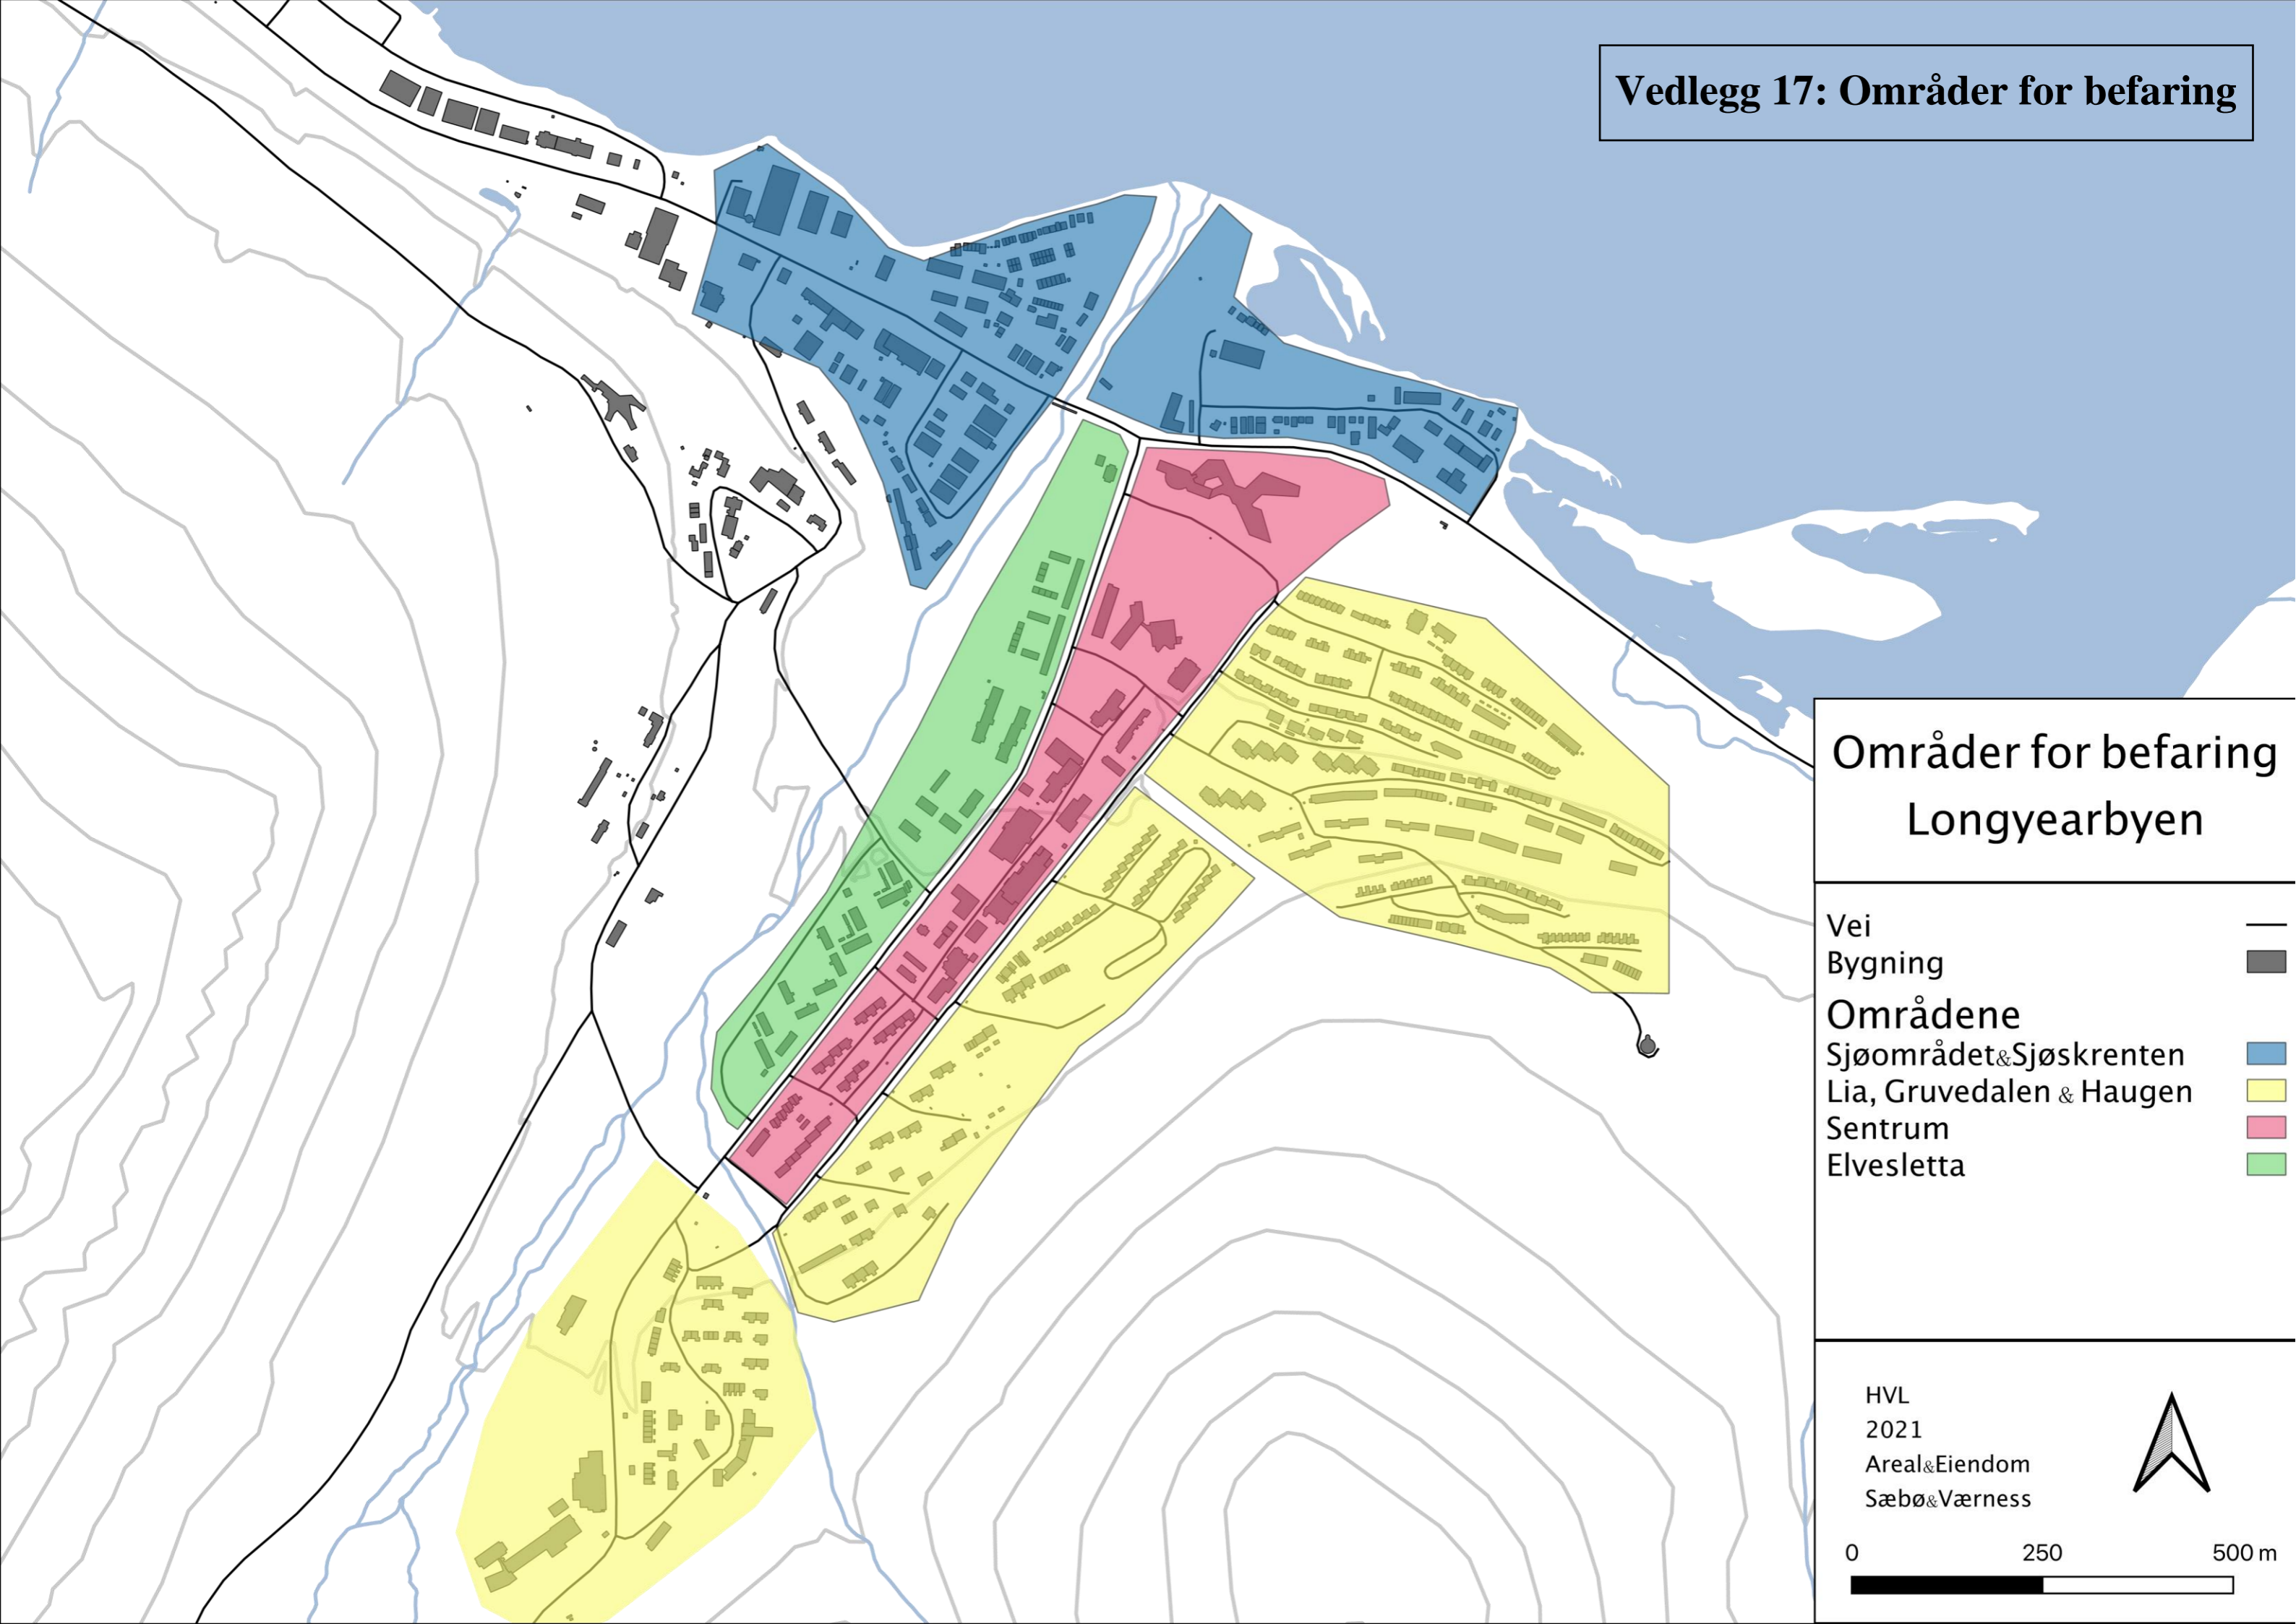 Vedlegg 17: Områder for befaring
Områder for befaring
Longyearbyen
Vei
Bygning
Områdene
Sjøområdet&Sjøskrenten
Lia, Gruvedalen & Haugen
Sentrum
Elvesletta
HVL
2021
Areal&Eiendom
Sæbø&Værness
0 250 500 m